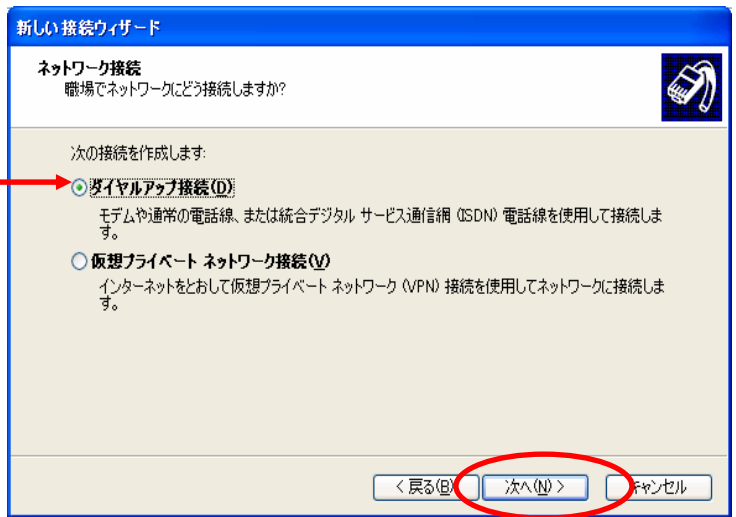 新しい接続ウィザード
ネットワーク接続
職場でネットワークにどう接続しますか?
次の接続を作成します:
ダイヤルアップ接続(D)
モデムや通常の電話線、または統合デジタル サービス通信網 (ISDN) 電話線を使用して接続しま
す。
仮想プライベート ネットワーク接続(V)
インターネットをとおして仮想プライベート ネットワーク (VPN) 接続を使用してネットワークに接続しま
す。
< 戻る(B) 次へ(N) > キャンセル